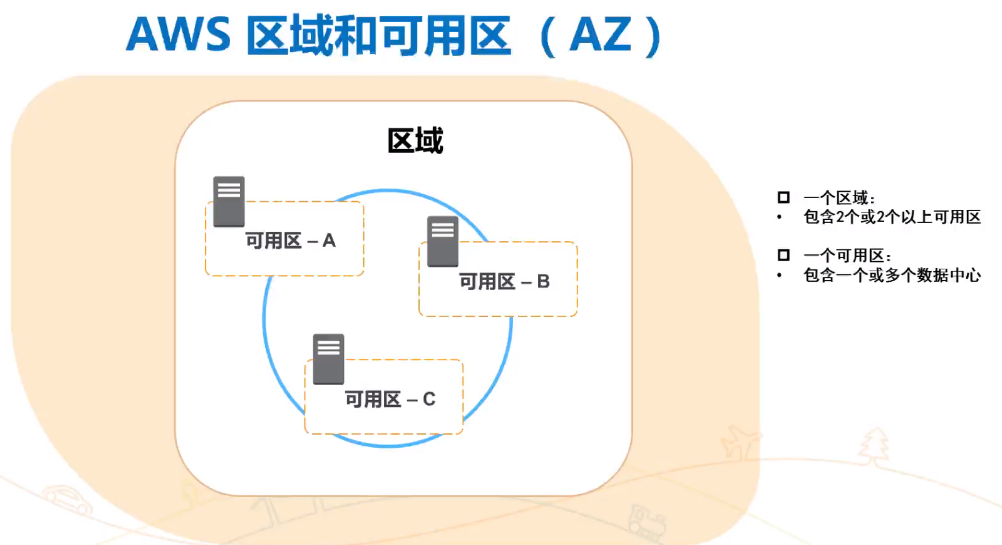 AWS 区域和可用区 （ AZ ）
区域
可用区 – A
可用区 – B
可用区 – C
一个区域：
• 包含2个或2个以上可用区
一个可用区：
• 包含一个或多个数据中心